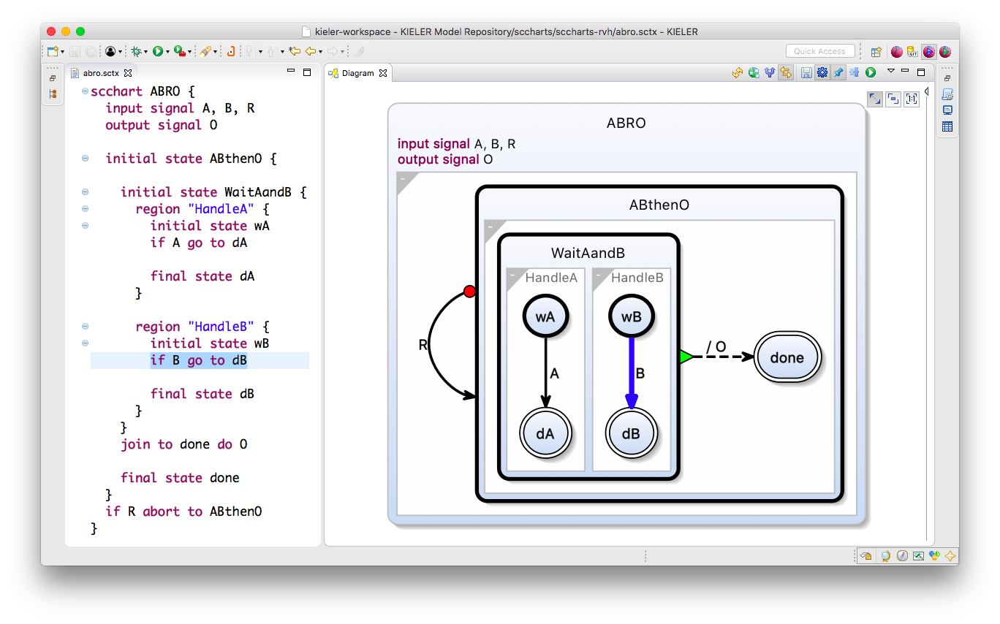 kieler-workspace - KIELER Model Repository/sccharts/sccharts-rvh/abro.sctx - KIELER
Quick Access
abro.sctx
scchart ABRO {
input signal A, B, R
output signal O
initial state ABthenO {
initial state WaitAandB {
region "HandleA" {
initial state wA
if A go to dA
final state dA
}
region "HandleB" {
initial state wB
if B go to dB
final state dB
}
}
join to done do O
final state done
}
if R abort to ABthenO
}
Diagram
ABRO
input signal A, B, R
output signal O
ABthenO
WaitAandB
HandleA
HandleB
wA
wB
R
A
B
/ O
done
dA
dB